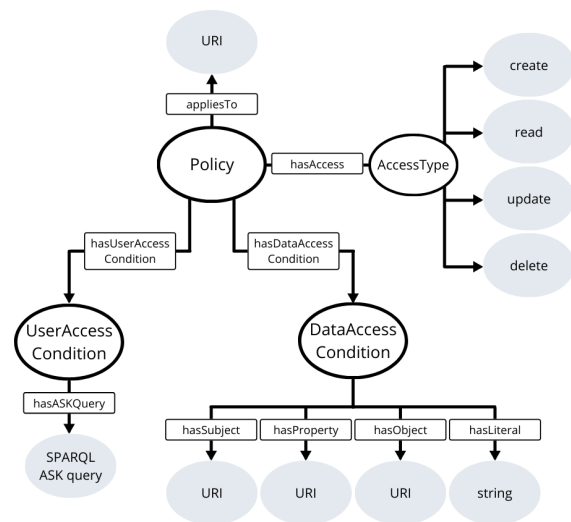 URI
create
appliesTo
read
Policy
hasAccess
AccessType
update
hasUserAccess
Condition
hasDataAccess
Condition
delete
UserAccess
Condition
DataAccess
Condition
hasASKQuery
hasSubject
hasProperty
hasObject
hasLiteral
SPARQL
ASK query
URI
URI
URI
string